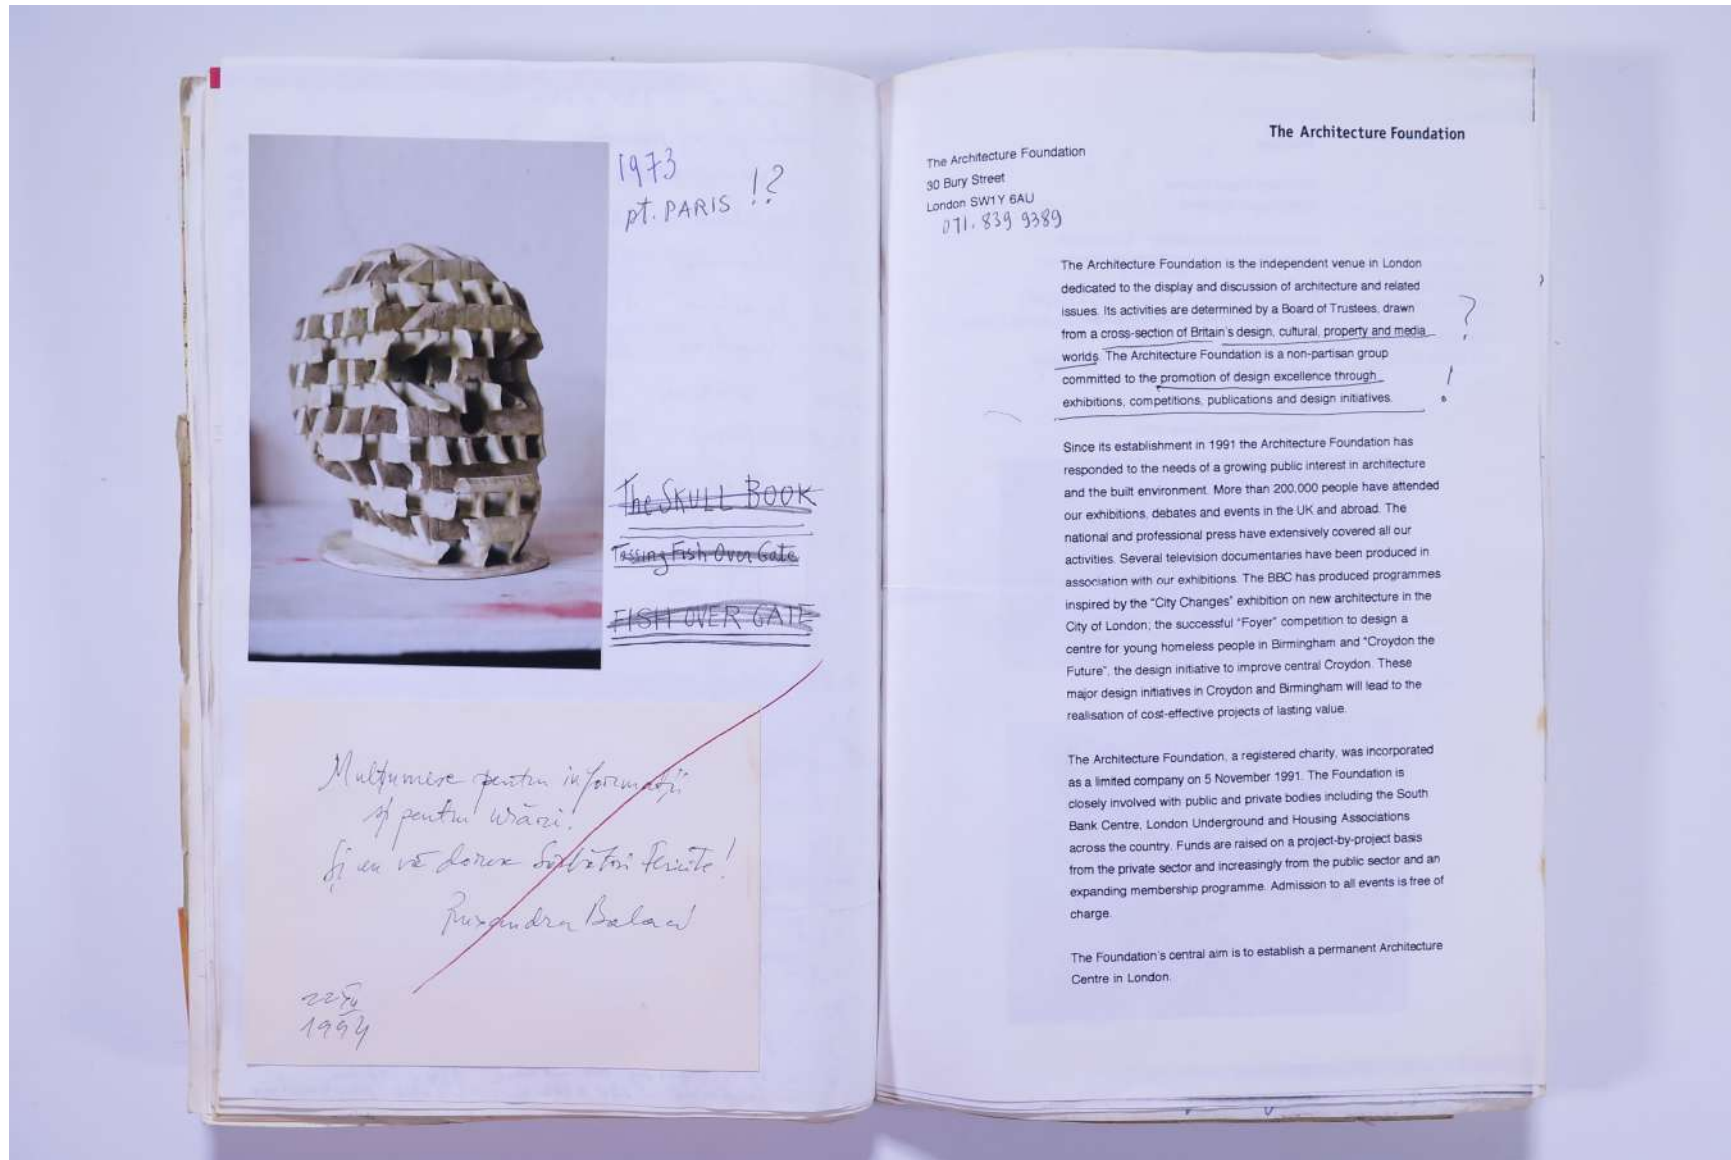 1973
pt. PARIS !?
The SKULL BOOK
Tossing Fish Over Gate
FISH OVER GATE
Mulțumesc pentru informații
și pentru urări!
Și eu vă doresc Sărbători Fericite!
Ruxandra Balaci
22 XII
1994
The Architecture Foundation
The Architecture Foundation
30 Bury Street
London SW1Y 6AU
071. 839 9389
The Architecture Foundation is the independent venue in London
dedicated to the display and discussion of architecture and related
issues. Its activities are determined by a Board of Trustees, drawn
from a cross-section of Britain's design, cultural, property and media
worlds. The Architecture Foundation is a non-partisan group
committed to the promotion of design excellence through
exhibitions, competitions, publications and design initiatives.
?
!
Since its establishment in 1991 the Architecture Foundation has
responded to the needs of a growing public interest in architecture
and the built environment. More than 200,000 people have attended
our exhibitions, debates and events in the UK and abroad. The
national and professional press have extensively covered all our
activities. Several television documentaries have been produced in
association with our exhibitions. The BBC has produced programmes
inspired by the "City Changes" exhibition on new architecture in the
City of London; the successful "Foyer" competition to design a
centre for young homeless people in Birmingham and "Croydon the
Future", the design initiative to improve central Croydon. These
major design initiatives in Croydon and Birmingham will lead to the
realisation of cost-effective projects of lasting value.
The Architecture Foundation, a registered charity, was incorporated
as a limited company on 5 November 1991. The Foundation is
closely involved with public and private bodies including the South
Bank Centre, London Underground and Housing Associations
across the country. Funds are raised on a project-by-project basis
from the private sector and increasingly from the public sector and an
expanding membership programme. Admission to all events is free of
charge.
The Foundation's central aim is to establish a permanent Architecture
Centre in London.